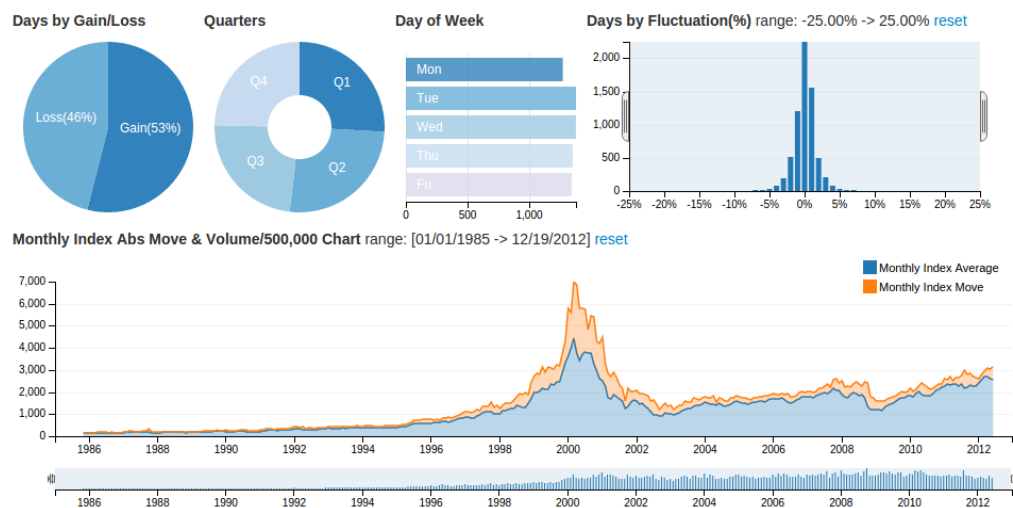 Days by Gain/Loss
Loss(46%)
Gain(53%)
Quarters
Q4
Q1
Q3
Q2
Day of Week
Mon
Tue
Wed
Thu
Fri
0 500 1,000
Days by Fluctuation(%) range: -25.00% -> 25.00% reset
2,000
1,500
1,000
500
0
-25% -20% -15% -10% -5% 0% 5% 10% 15% 20% 25%
Monthly Index Abs Move & Volume/500,000 Chart range: [01/01/1985 -> 12/19/2012] reset
Monthly Index Average
Monthly Index Move
7,000
6,000
5,000
4,000
3,000
2,000
1,000
0
1986 1988 1990 1992 1994 1996 1998 2000 2002 2004 2006 2008 2010 2012
1986 1988 1990 1992 1994 1996 1998 2000 2002 2004 2006 2008 2010 2012